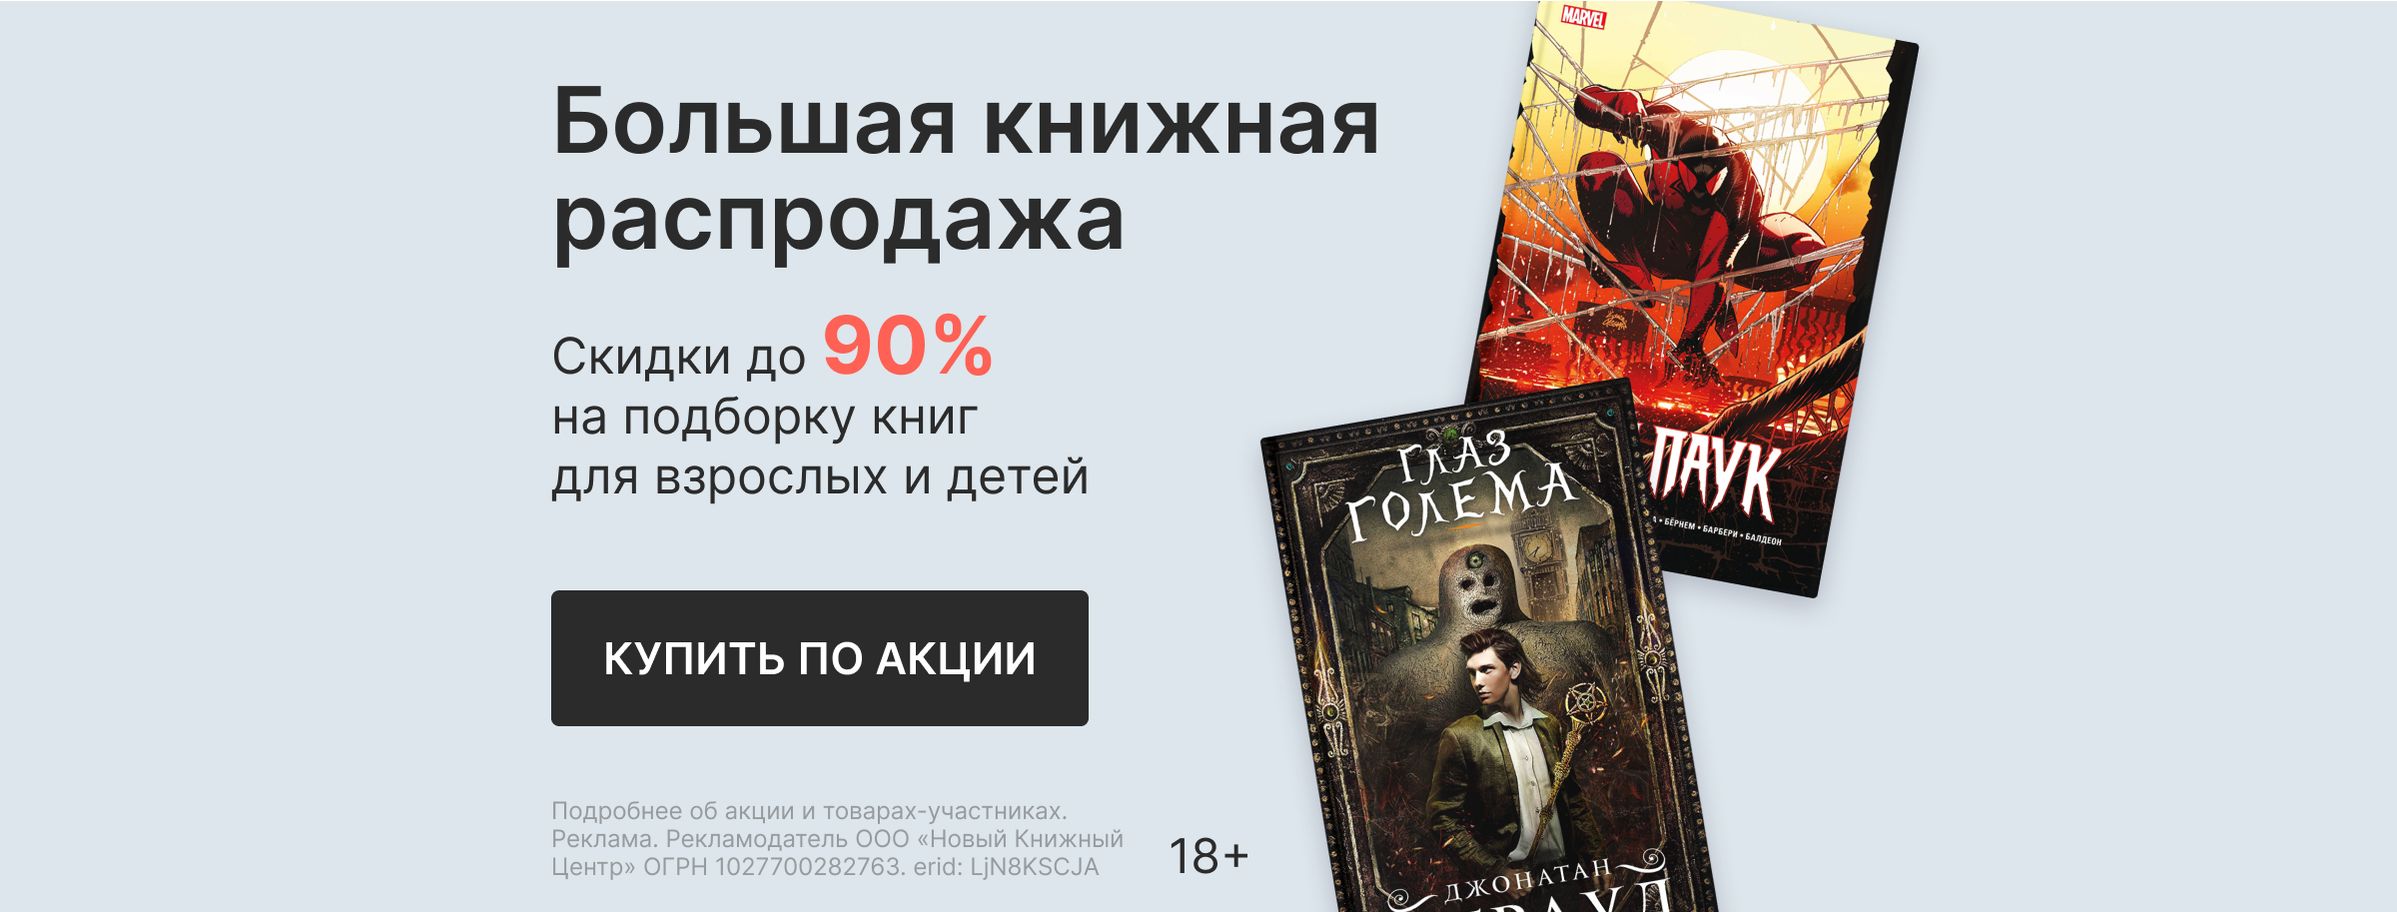 Большая книжная
распродажа
Скидки до 90%
на подборку книг
для взрослых и детей
КУПИТЬ ПО АКЦИИ
Подробнее об акции и товарах-участниках.
Реклама. Рекламодатель ООО «Новый Книжный
Центр» ОГРН 1027700282763. erid: LjN8KSCJA
18+
MARVEL
ПАУК
БЁРНЕМ • БАРБЕРИ • БАЛДЕОН
ГЛАЗ
ГОЛЕМА
ДЖОНАТАН